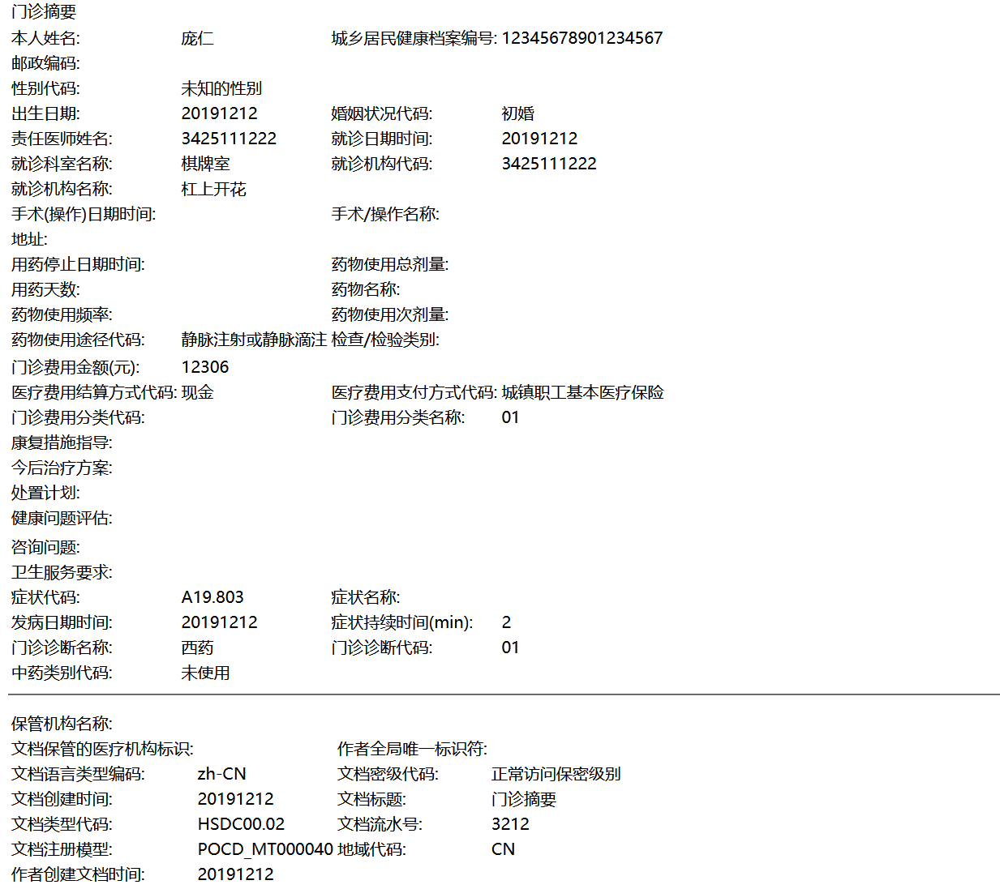 门诊摘要
本人姓名: 庞仁 城乡居民健康档案编号: 12345678901234567
邮政编码:
性别代码: 未知的性别
出生日期: 20191212 婚姻状况代码: 初婚
责任医师姓名: 3425111222 就诊日期时间: 20191212
就诊科室名称: 棋牌室 就诊机构代码: 3425111222
就诊机构名称: 杠上开花
手术(操作)日期时间: 手术/操作名称:
地址:
用药停止日期时间: 药物使用总剂量:
用药天数: 药物名称:
药物使用频率: 药物使用次剂量:
药物使用途径代码: 静脉注射或静脉滴注 检查/检验类别:
门诊费用金额(元): 12306
医疗费用结算方式代码: 现金 医疗费用支付方式代码: 城镇职工基本医疗保险
门诊费用分类代码: 门诊费用分类名称: 01
康复措施指导:
今后治疗方案:
处置计划:
健康问题评估:
咨询问题:
卫生服务要求:
症状代码: A19.803 症状名称:
发病日期时间: 20191212 症状持续时间(min): 2
门诊诊断名称: 西药 门诊诊断代码: 01
中药类别代码: 未使用
保管机构名称:
文档保管的医疗机构标识: 作者全局唯一标识符:
文档语言类型编码: zh-CN 文档密级代码: 正常访问保密级别
文档创建时间: 20191212 文档标题: 门诊摘要
文档类型代码: HSDC00.02 文档流水号: 3212
文档注册模型: POCD_MT000040 地域代码: CN
作者创建文档时间: 20191212